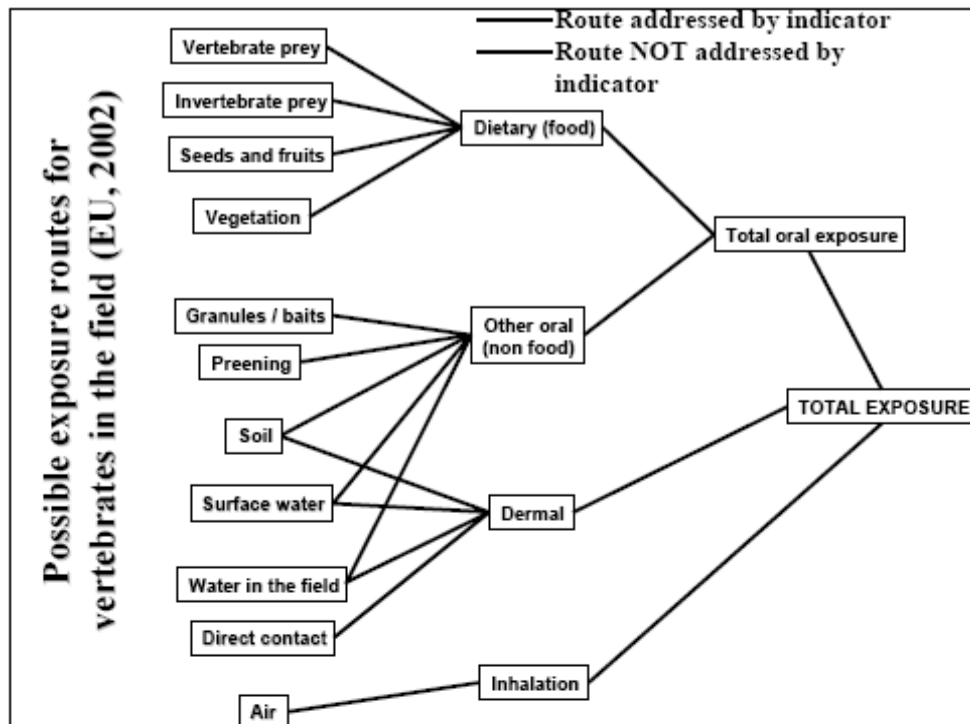 Route addressed by indicator
Route NOT addressed by
indicator
Possible exposure routes for
vertebrates in the field (EU, 2002)
Vertebrate prey
Invertebrate prey
Seeds and fruits
Vegetation
Dietary (food)
Total oral exposure
Granules / baits
Preening
Other oral
(non food)
Soil
TOTAL EXPOSURE
Surface water
Dermal
Water in the field
Direct contact
Inhalation
Air